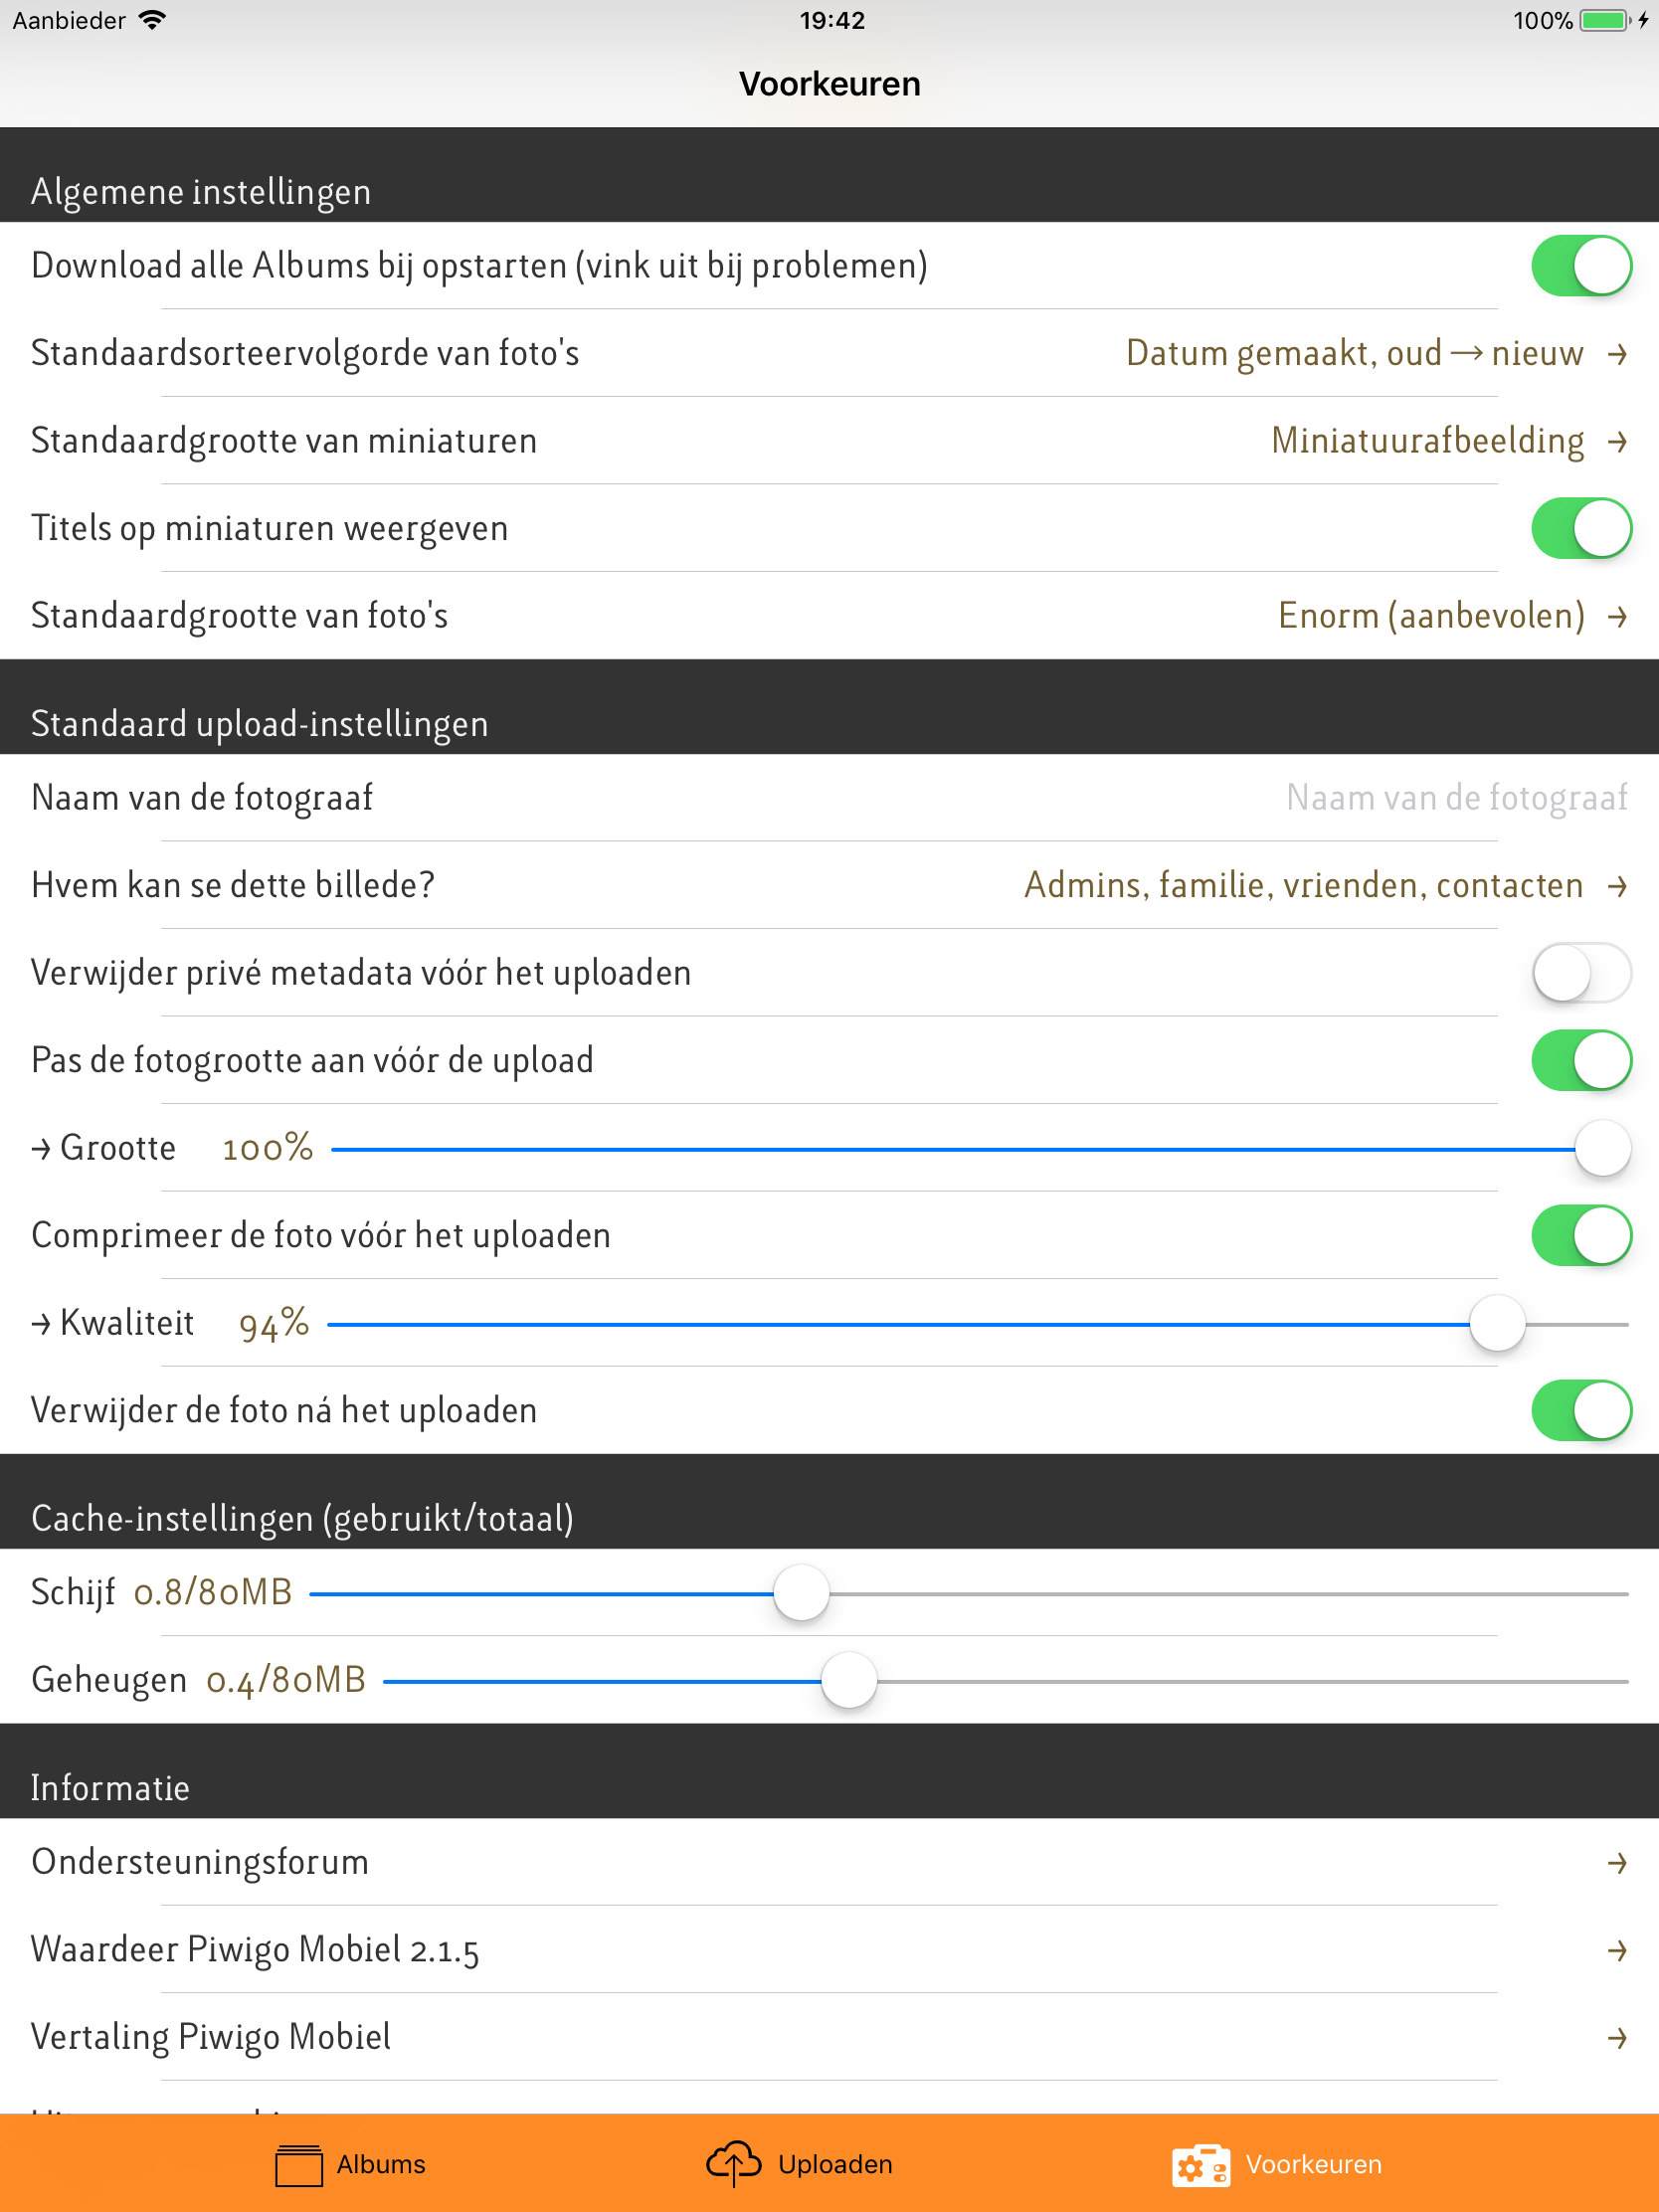 Aanbieder 19:42 100%
Voorkeuren
Algemene instellingen
Download alle Albums bij opstarten (vink uit bij problemen)
Standaardsorteervolgorde van foto's Datum gemaakt, oud → nieuw →
Standaardgrootte van miniaturen Miniatuurafbeelding →
Titels op miniaturen weergeven
Standaardgrootte van foto's Enorm (aanbevolen) →
Standaard upload-instellingen
Naam van de fotograaf Naam van de fotograaf
Hvem kan se dette billede? Admins, familie, vrienden, contacten →
Verwijder privé metadata vóór het uploaden
Pas de fotogrootte aan vóór de upload
→ Grootte 100%
Comprimeer de foto vóór het uploaden
→ Kwaliteit 94%
Verwijder de foto ná het uploaden
Cache-instellingen (gebruikt/totaal)
Schijf 0.8/80MB
Geheugen 0.4/80MB
Informatie
Ondersteuningsforum →
Waardeer Piwigo Mobiel 2.1.5 →
Vertaling Piwigo Mobiel →
Albums Uploaden Voorkeuren